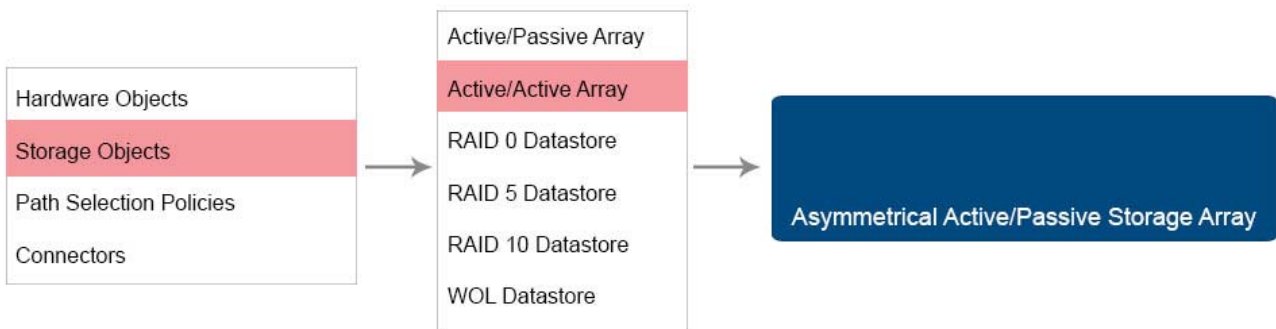 Hardware Objects
Storage Objects
Path Selection Policies
Connectors
Active/Passive Array
Active/Active Array
RAID 0 Datastore
RAID 5 Datastore
RAID 10 Datastore
WOL Datastore
Asymmetrical Active/Passive Storage Array